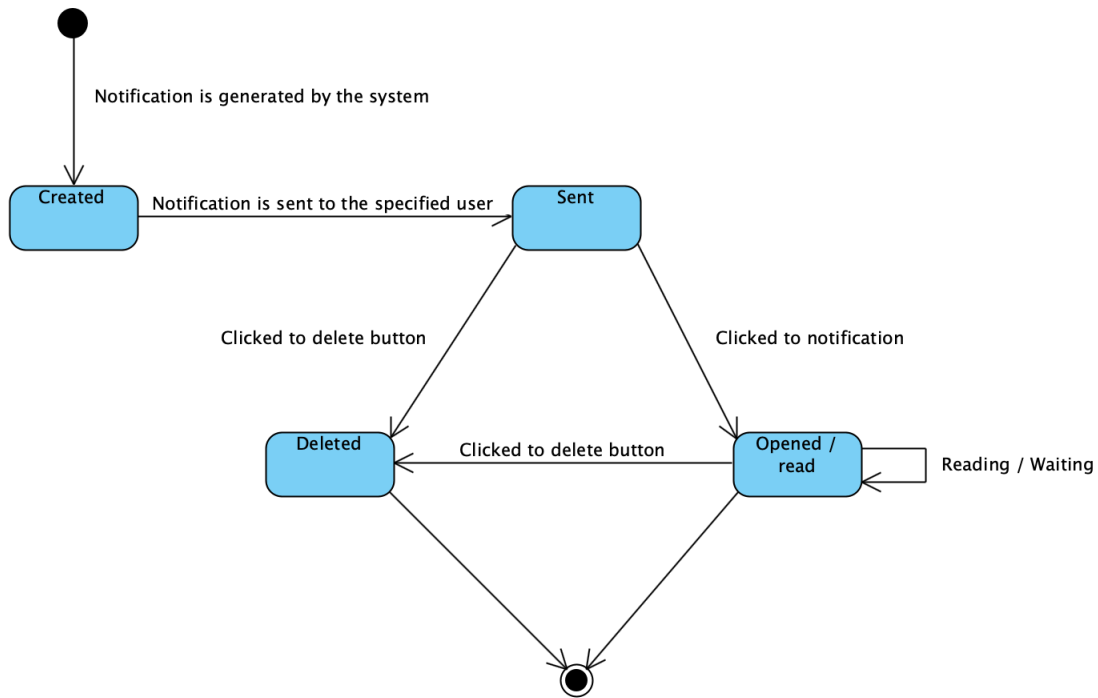 Notification is generated by the system
Created
Notification is sent to the specified user
Sent
Clicked to delete button
Clicked to notification
Deleted
Clicked to delete button
Opened /
read
Reading / Waiting